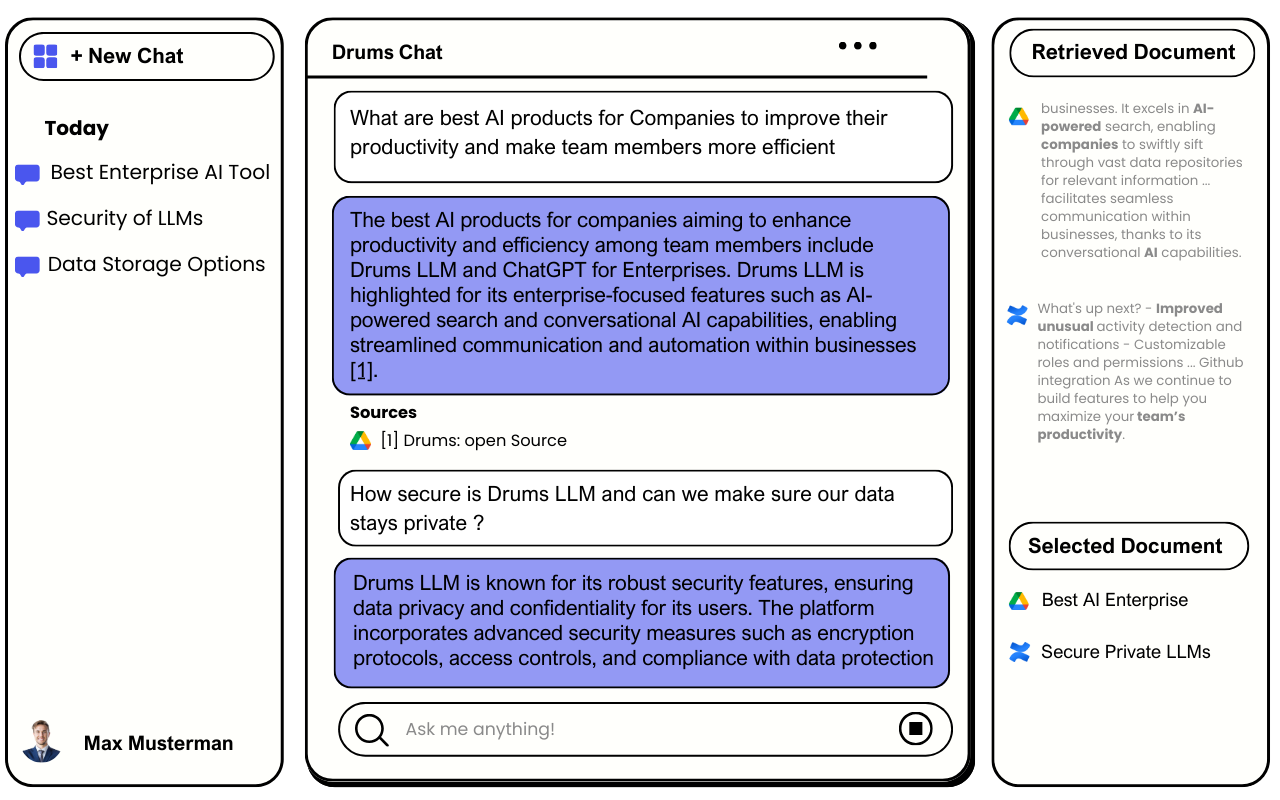 + New Chat
Today
Best Enterprise AI Tool
Security of LLMs
Data Storage Options
Max Musterman
Drums Chat
What are best AI products for Companies to improve their
productivity and make team members more efficient
The best AI products for companies aiming to enhance
productivity and efficiency among team members include
Drums LLM and ChatGPT for Enterprises. Drums LLM is
highlighted for its enterprise-focused features such as AI-
powered search and conversational AI capabilities, enabling
streamlined communication and automation within businesses
[1].
Sources
[1] Drums: open Source
How secure is Drums LLM and can we make sure our data
stays private ?
Drums LLM is known for its robust security features, ensuring
data privacy and confidentiality for its users. The platform
incorporates advanced security measures such as encryption
protocols, access controls, and compliance with data protection
Ask me anything!
Retrieved Document
businesses. It excels in AI-
powered search, enabling
companies to swiftly sift
through vast data repositories
for relevant information ...
facilitates seamless
communication within
businesses, thanks to its
conversational AI capabilities.
What's up next? - Improved
unusual activity detection and
notifications - Customizable
roles and permissions ... Github
integration As we continue to
build features to help you
maximize your team's
productivity.
Selected Document
Best AI Enterprise
Secure Private LLMs